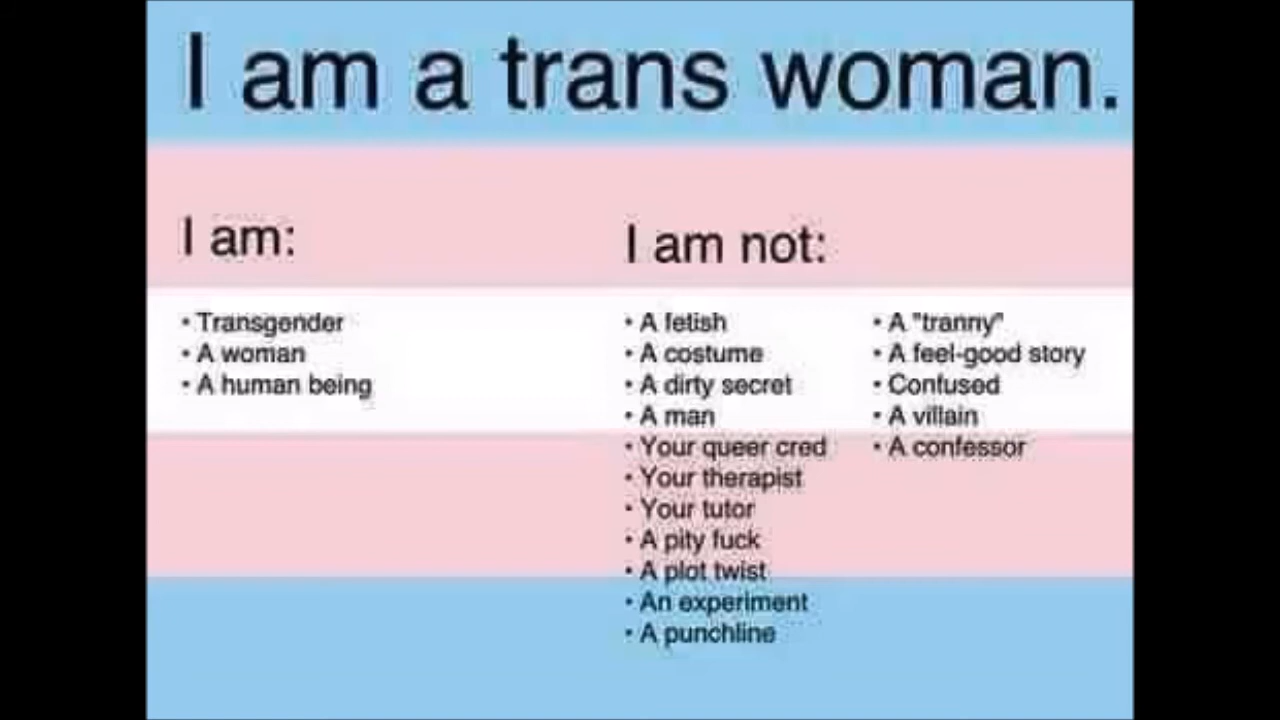 I am a trans woman.
I am:
• Transgender
• A woman
• A human being
I am not:
• A fetish
• A costume
• A dirty secret
• A man
• Your queer cred
• Your therapist
• Your tutor
• A pity fuck
• A plot twist
• An experiment
• A punchline
• A "tranny"
• A feel-good story
• Confused
• A villain
• A confessor